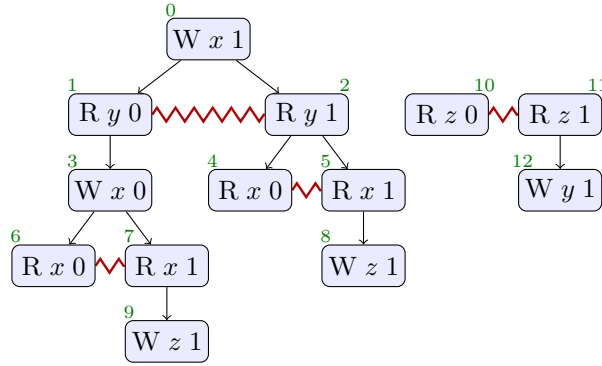 0
W x 1
1 2 10 11
R y 0 R y 1 R z 0 R z 1
3 4 5 12
W x 0 R x 0 R x 1 W y 1
6 7 8
R x 0 R x 1 W z 1
9
W z 1